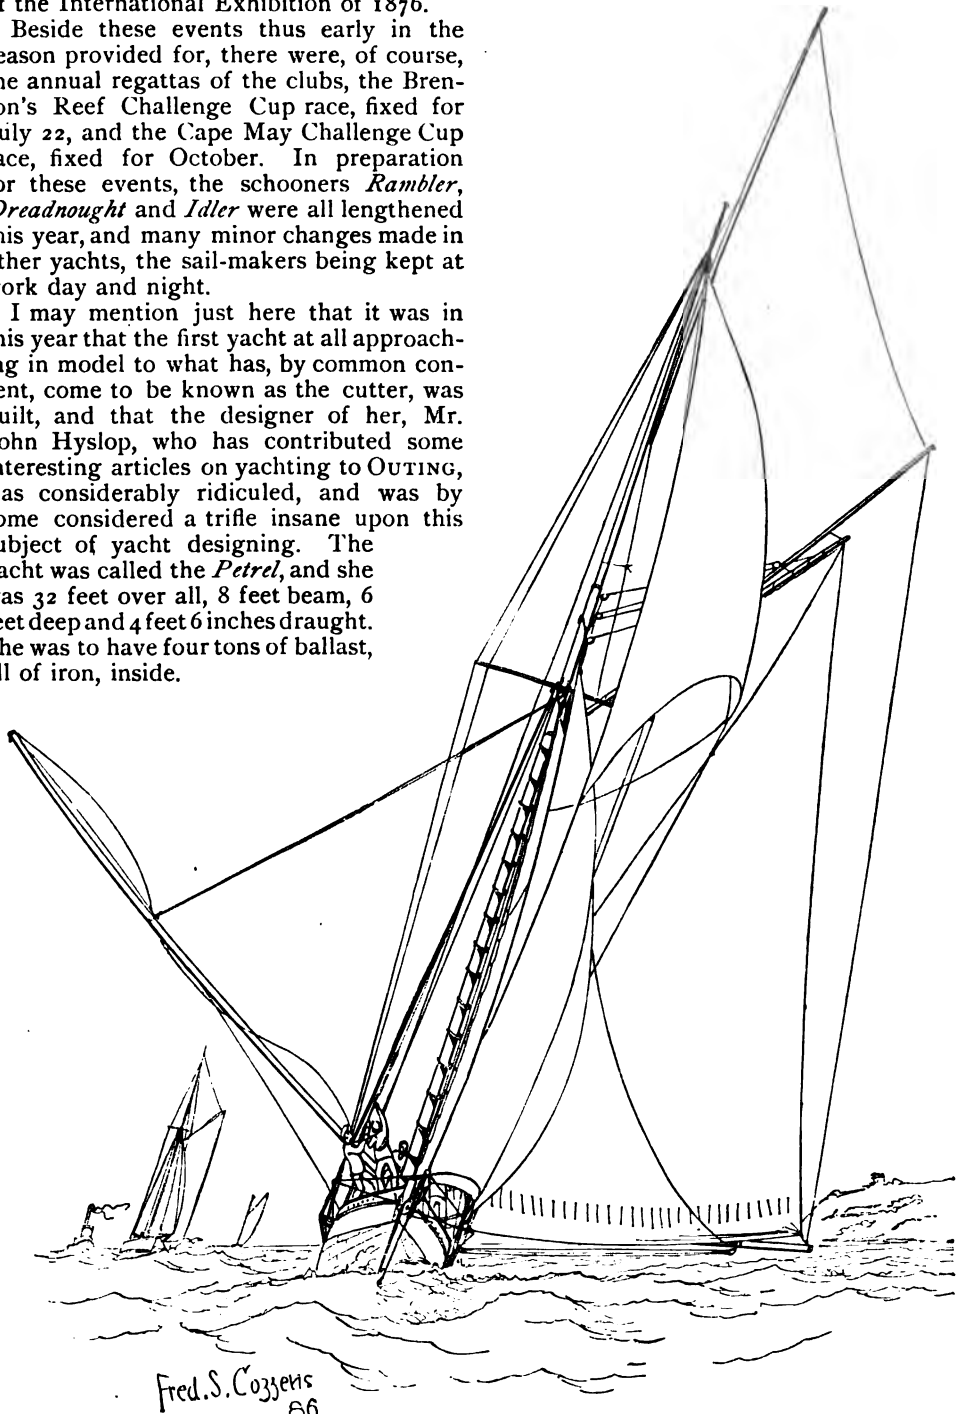 f the International Exhibition of 1876.
Beside these events thus early in the
eason provided for, there were, of course,
he annual regattas of the clubs, the Bren-
on's Reef Challenge Cup race, fixed for
uly 22, and the Cape May Challenge Cup
ace, fixed for October. In preparation
or these events, the schooners Rambler,
Dreadnought and Idler were all lengthened
his year, and many minor changes made in
ther yachts, the sail-makers being kept at
ork day and night.
I may mention just here that it was in
his year that the first yacht at all approach-
ng in model to what has, by common con-
ent, come to be known as the cutter, was
uilt, and that the designer of her, Mr.
ohn Hyslop, who has contributed some
nteresting articles on yachting to OUTING,
as considerably ridiculed, and was by
ome considered a trifle insane upon this
ubject of yacht designing. The
acht was called the Petrel, and she
as 32 feet over all, 8 feet beam, 6
eet deep and 4 feet 6 inches draught.
he was to have four tons of ballast,
ll of iron, inside.
Fred. S. Cozzens
86